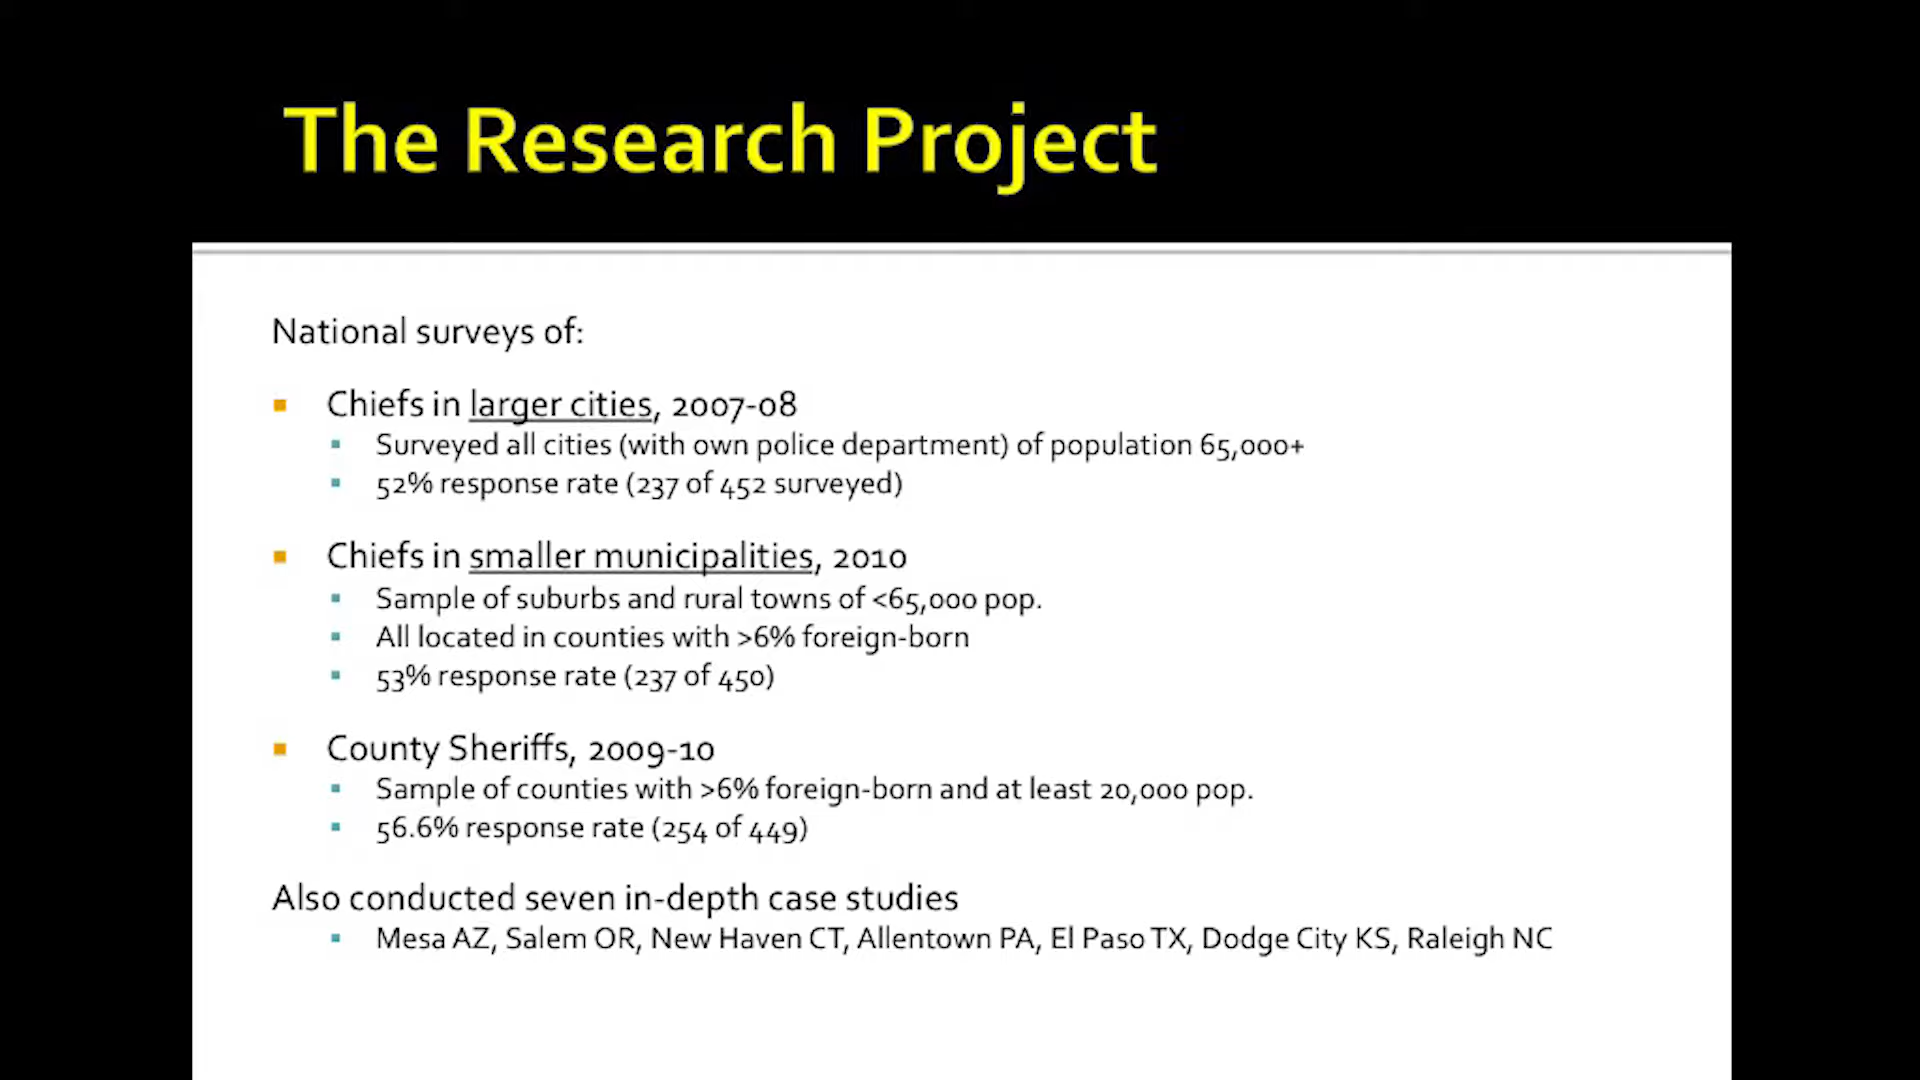 The Research Project
National surveys of:
Chiefs in larger cities, 2007-08
Surveyed all cities (with own police department) of population 65,000+
52% response rate (237 of 452 surveyed)
Chiefs in smaller municipalities, 2010
Sample of suburbs and rural towns of <65,000 pop.
All located in counties with >6% foreign-born
53% response rate (237 of 450)
County Sheriffs, 2009-10
Sample of counties with >6% foreign-born and at least 20,000 pop.
56.6% response rate (254 of 449)
Also conducted seven in-depth case studies
Mesa AZ, Salem OR, New Haven CT, Allentown PA, El Paso TX, Dodge City KS, Raleigh NC